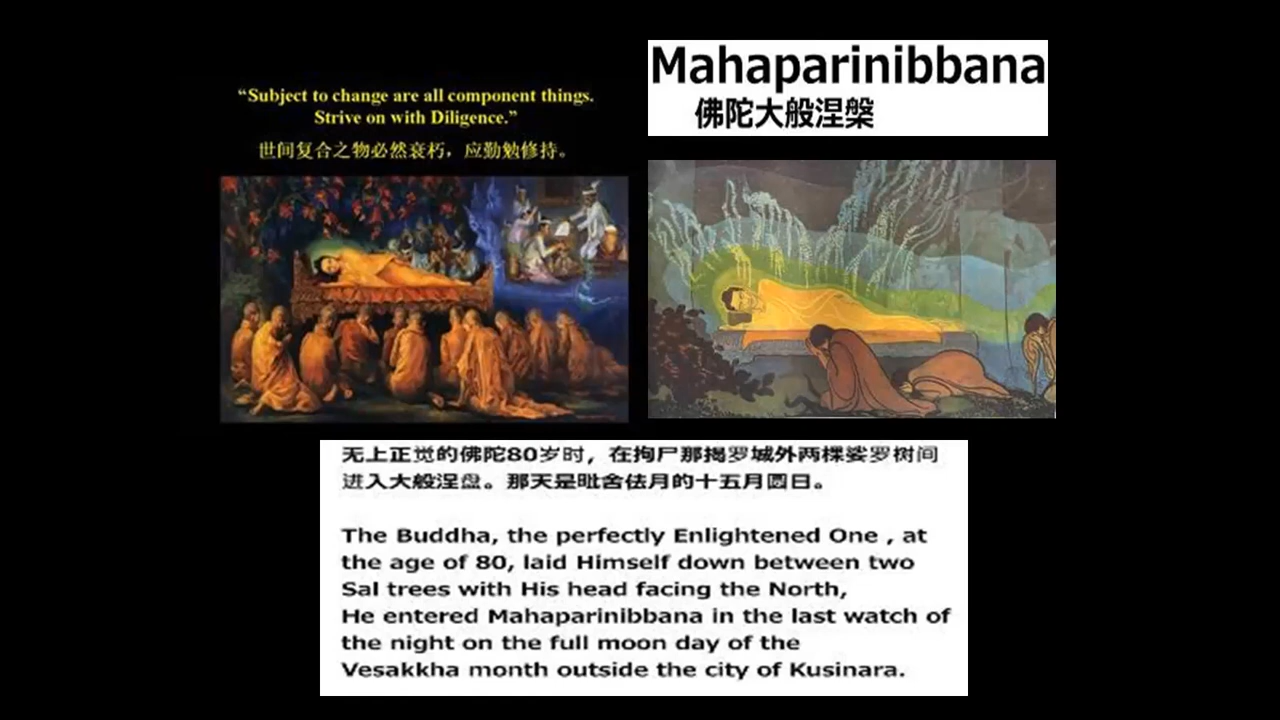 “Subject to change are all component things.
Strive on with Diligence.”
世间复合之物必然衰朽，应勤勉修持。
Mahaparinibbana
佛陀大般涅槃
无上正觉的佛陀80岁时，在拘尸那揭罗城外两棵娑罗树间
进入大般涅盘。那天是毗舍佉月的十五月圆日。
The Buddha, the perfectly Enlightened One , at
the age of 80, laid Himself down between two
Sal trees with His head facing the North,
He entered Mahaparinibbana in the last watch of
the night on the full moon day of the
Vesakkha month outside the city of Kusinara.